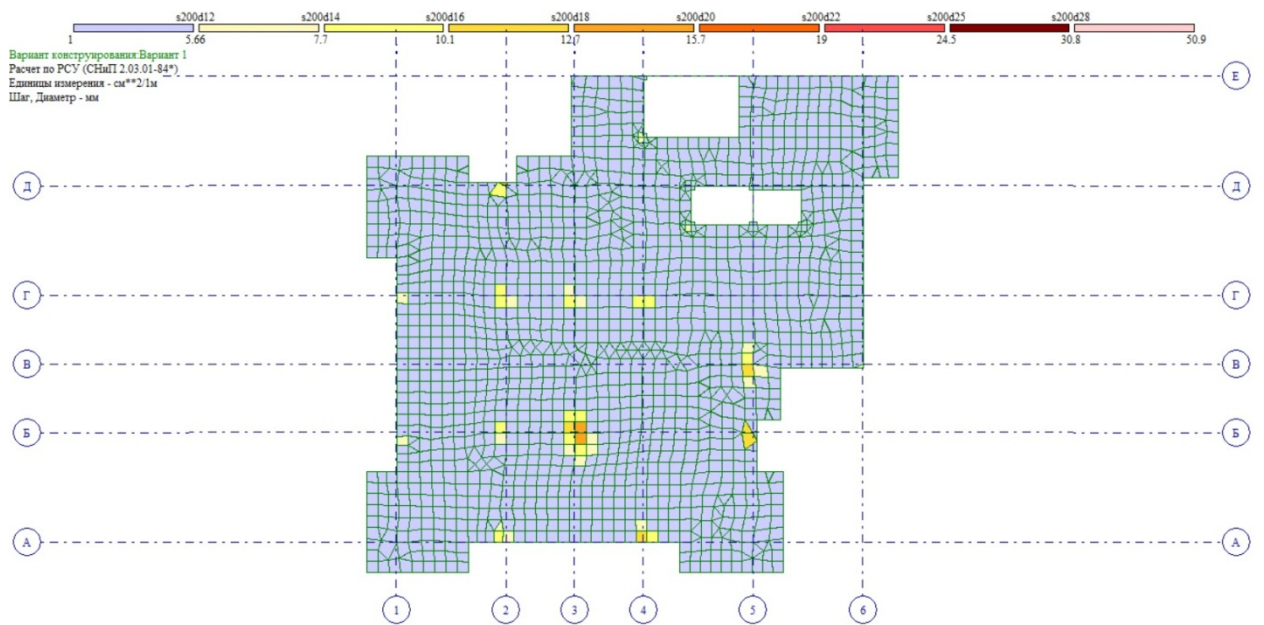 s200d12 s200d14 s200d16 s200d18 s200d20 s200d22 s200d25 s200d28
1 5.66 7.7 10.1 12.7 15.7 19 24.5 30.8 50.9
Вариант конструирования:Вариант 1
Расчет по РСУ (СНиП 2.03.01-84*)
Единицы измерения - см**2/1м
Шаг, Диаметр - мм
Е
Д Д
Г Г
В В
Б Б
А А
1 2 3 4 5 6